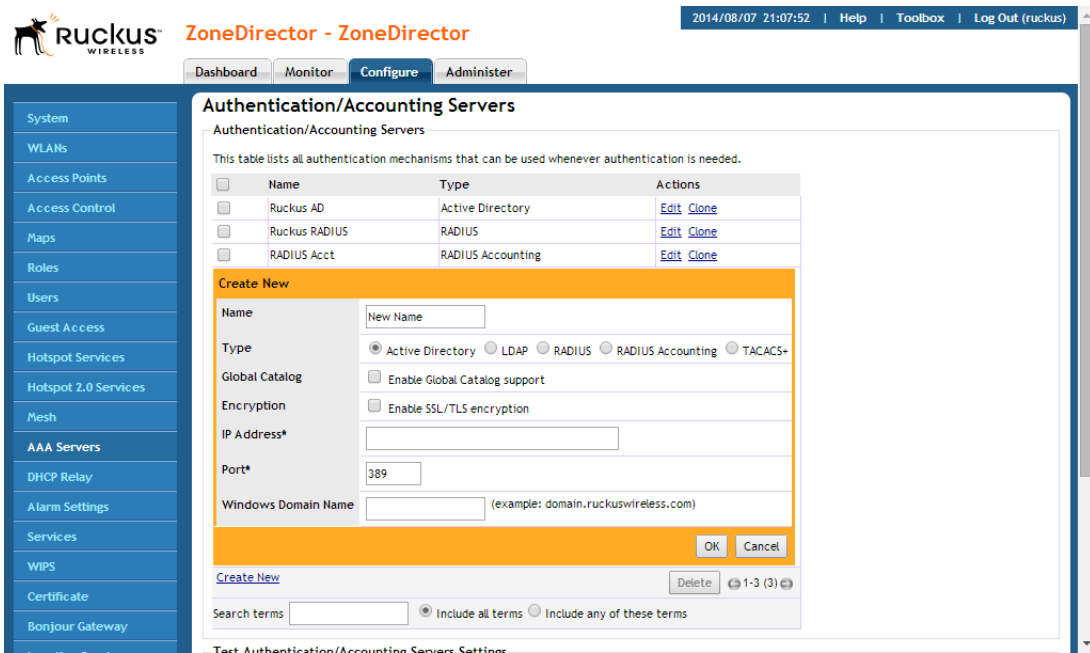 2014/08/07 21:07:52 | Help | Toolbox | Log Out (ruckus)
RUCKUS™
WIRELESS
ZoneDirector - ZoneDirector
Dashboard Monitor Configure Administer
System
WLANs
Access Points
Access Control
Maps
Roles
Users
Guest Access
Hotspot Services
Hotspot 2.0 Services
Mesh
AAA Servers
DHCP Relay
Alarm Settings
Services
WIPS
Certificate
Bonjour Gateway
Authentication/Accounting Servers
Authentication/Accounting Servers
This table lists all authentication mechanisms that can be used whenever authentication is needed.
Name Type Actions
Ruckus AD Active Directory Edit Clone
Ruckus RADIUS RADIUS Edit Clone
RADIUS Acct RADIUS Accounting Edit Clone
Create New
Name New Name
Type Active Directory LDAP RADIUS RADIUS Accounting TACACS+
Global Catalog Enable Global Catalog support
Encryption Enable SSL/TLS encryption
IP Address*
Port* 389
Windows Domain Name (example: domain.ruckuswireless.com)
OK Cancel
Create New Delete 1-3 (3)
Search terms Include all terms Include any of these terms
Test Authentication/Accounting Servers Settings